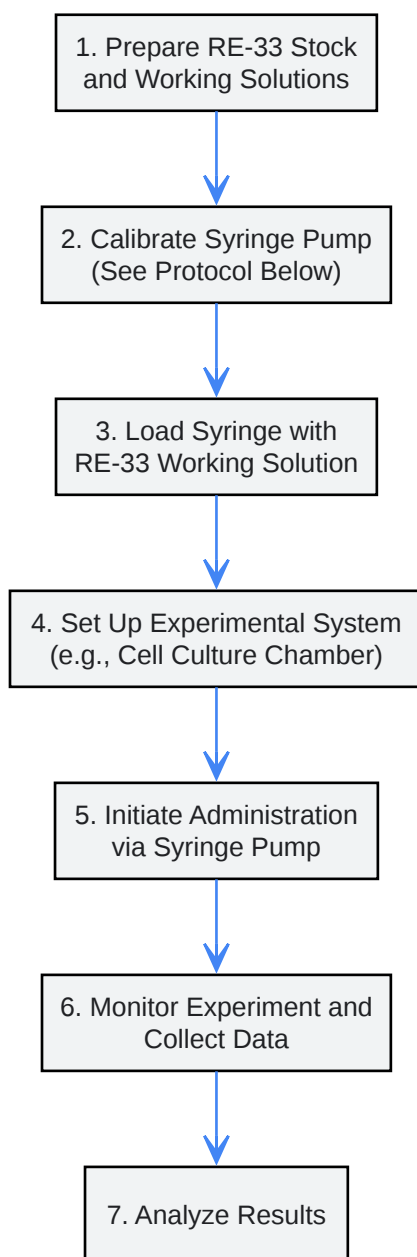 1. Prepare RE-33 Stock
and Working Solutions
2. Calibrate Syringe Pump
(See Protocol Below)
3. Load Syringe with
RE-33 Working Solution
4. Set Up Experimental System
(e.g., Cell Culture Chamber)
5. Initiate Administration
via Syringe Pump
6. Monitor Experiment and
Collect Data
7. Analyze Results